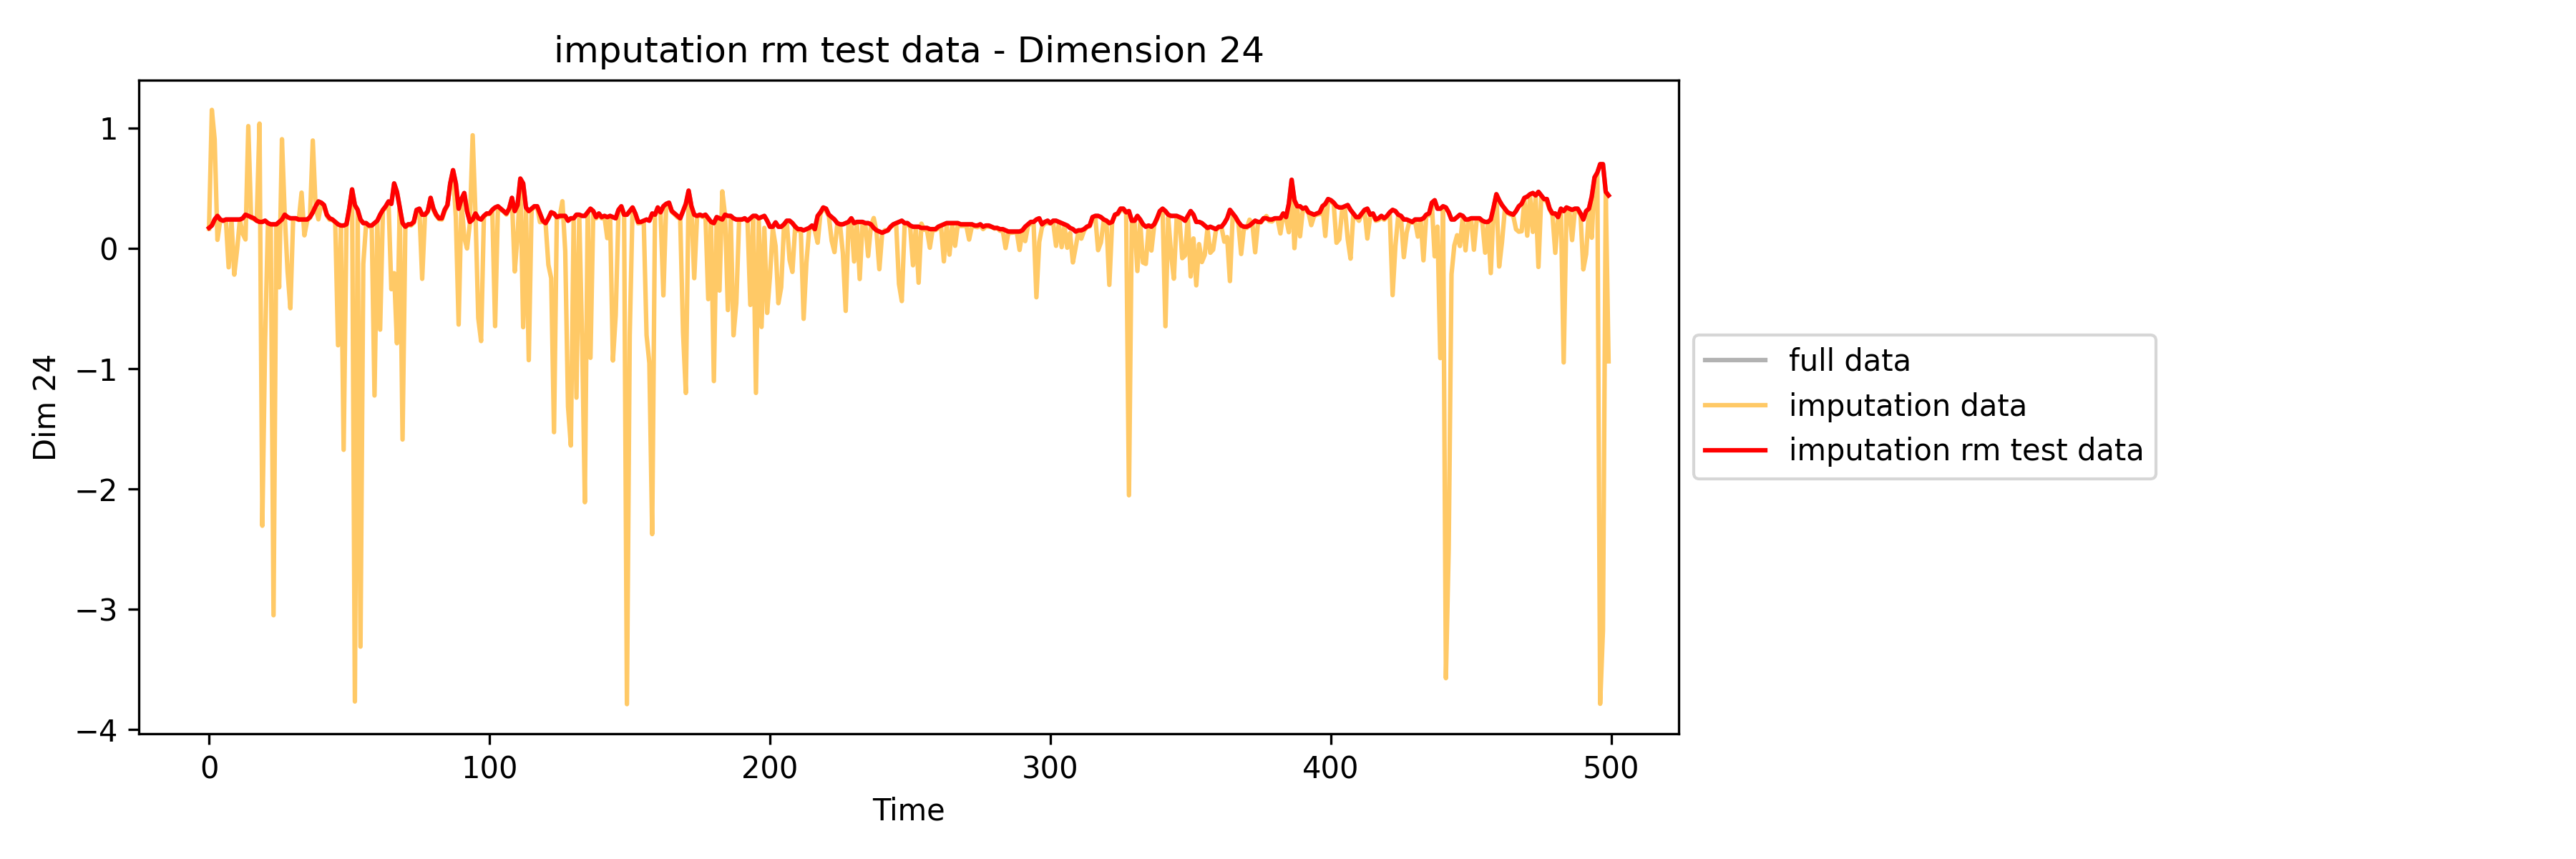 imputation rm test data - Dimension 24
1
0
−1
−2
−3
−4
Dim 24
0 100 200 300 400 500
Time
full data
imputation data
imputation rm test data